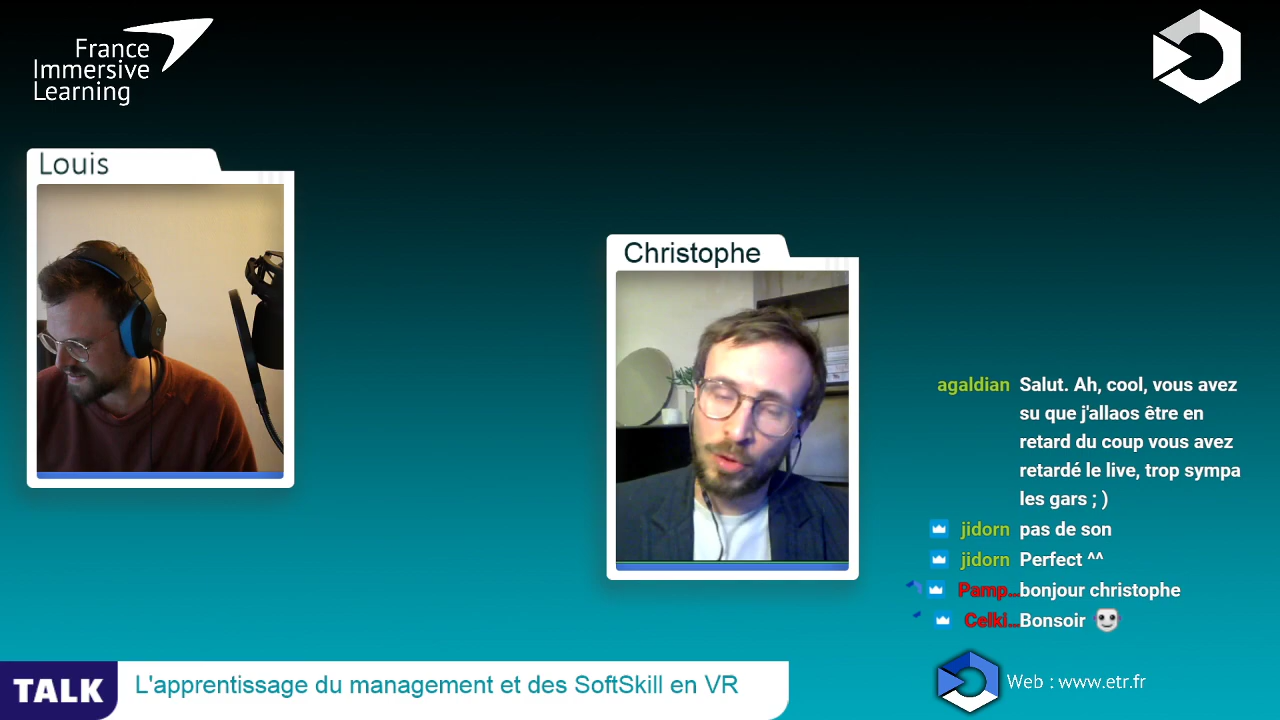 France
Immersive
Learning
Louis
Christophe
agaldian Salut. Ah, cool, vous avez
su que j'allaos être en
retard du coup vous avez
retardé le live, trop sympa
les gars ; )
jidorn pas de son
jidorn Perfect ^^
Pamp... bonjour christophe
Celki... Bonsoir
TALK L'apprentissage du management et des SoftSkill en VR
Web : www.etr.fr